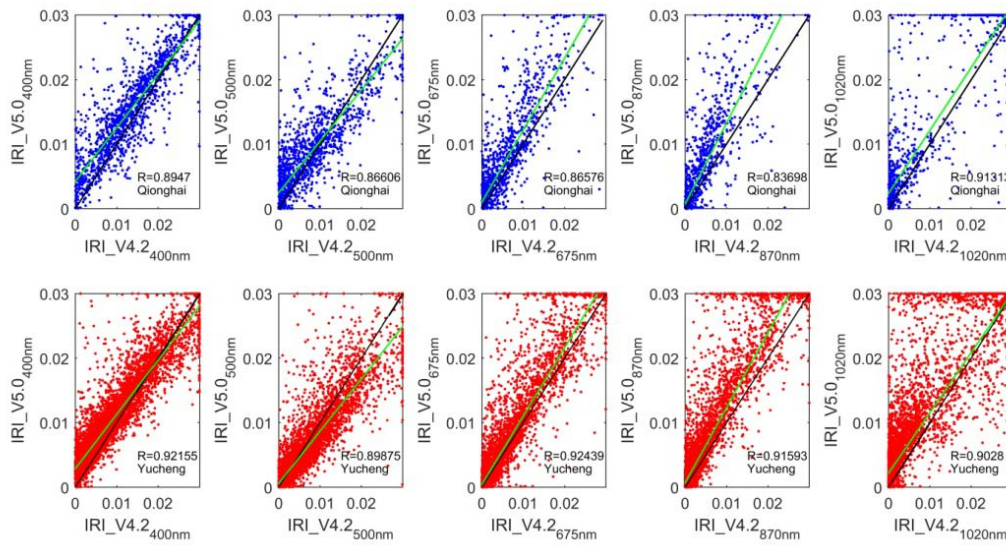 IRI_V5.0400nm
0.03
0.02
0.01
0
R=0.8947
Qionghai
0 0.01 0.02
IRI_V4.2400nm
IRI_V5.0500nm
0.03
0.02
0.01
0
R=0.86606
Qionghai
0 0.01 0.02
IRI_V4.2500nm
IRI_V5.0675nm
0.03
0.02
0.01
0
R=0.86576
Qionghai
0 0.01 0.02
IRI_V4.2675nm
IRI_V5.0870nm
0.03
0.02
0.01
0
R=0.83698
Qionghai
0 0.01 0.02
IRI_V4.2870nm
IRI_V5.01020nm
0.03
0.02
0.01
0
R=0.91313
Qionghai
0 0.01 0.02
IRI_V4.21020nm
IRI_V5.0400nm
0.03
0.02
0.01
0
R=0.92155
Yucheng
0 0.01 0.02
IRI_V4.2400nm
IRI_V5.0500nm
0.03
0.02
0.01
0
R=0.89875
Yucheng
0 0.01 0.02
IRI_V4.2500nm
IRI_V5.0675nm
0.03
0.02
0.01
0
R=0.92439
Yucheng
0 0.01 0.02
IRI_V4.2675nm
IRI_V5.0870nm
0.03
0.02
0.01
0
R=0.91593
Yucheng
0 0.01 0.02
IRI_V4.2870nm
IRI_V5.01020nm
0.03
0.02
0.01
0
R=0.9028
Yucheng
0 0.01 0.02
IRI_V4.21020nm